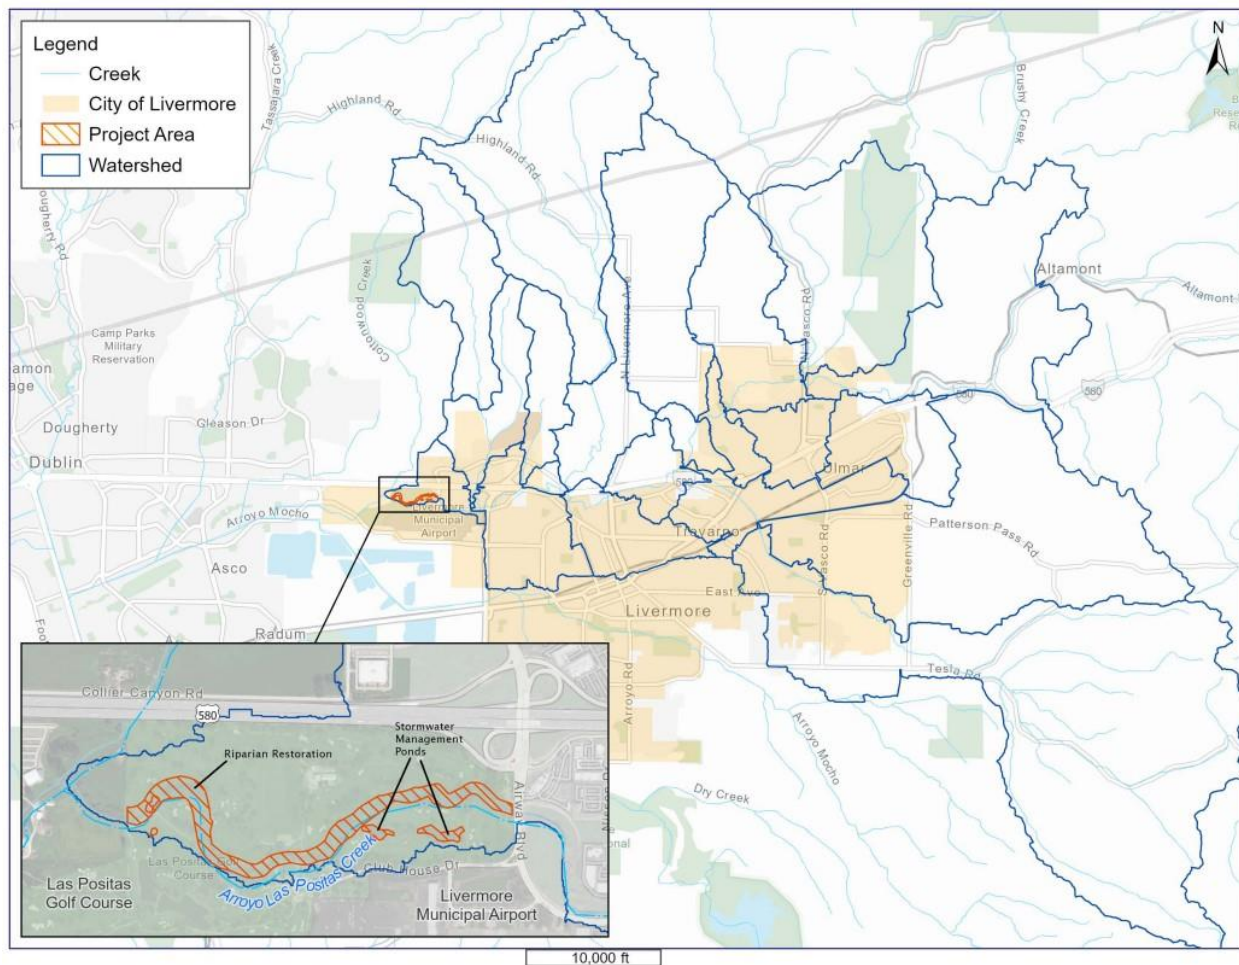 Legend
Creek
City of Livermore
Project Area
Watershed
N
Tassajara Creek
Highland Rd
Highland Rd
Brushy Creek
Cottonwood Creek
N Livermore Ave
N Vasco Rd
Altamont
Altamont
Camp Parks
Military
Reservation
Gleason Dr
Dougherty
Dublin
580
580
580
Ulmar
Arroyo Mocho
Livermore
Municipal
Airport
Trevarno
Patterson Pass Rd
Greenville Rd
S Vasco Rd
Asco
East Ave
Livermore
Radum
Tesla Rd
Arroyo Rd
Arroyo Mocho
Dry Creek
Collier Canyon Rd
580
Stormwater
Management
Ponds
Riparian Restoration
Airway Blvd
Las Positas Golf
Course
Arroyo Las Positas Creek
Club House Dr
Las Positas
Golf Course
Livermore
Municipal Airport
10,000 ft